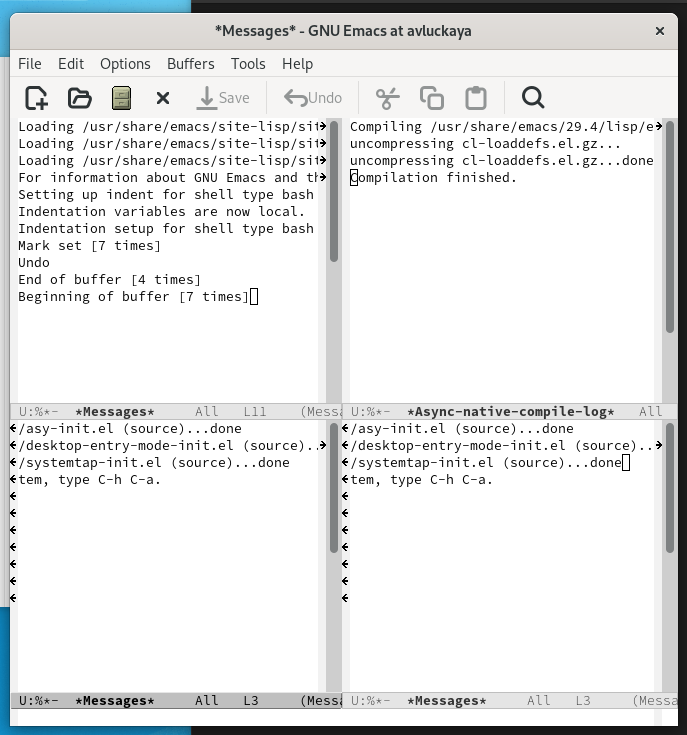 *Messages* - GNU Emacs at avluckaya
File Edit Options Buffers Tools Help
Save Undo
Loading /usr/share/emacs/site-lisp/sit
Loading /usr/share/emacs/site-lisp/sit
Loading /usr/share/emacs/site-lisp/sit
For information about GNU Emacs and th
Setting up indent for shell type bash
Indentation variables are now local.
Indentation setup for shell type bash
Mark set [7 times]
Undo
End of buffer [4 times]
Beginning of buffer [7 times]
U:%*- *Messages* All L11 (Messa
Compiling /usr/share/emacs/29.4/lisp/e
uncompressing cl-loaddefs.el.gz...
uncompressing cl-loaddefs.el.gz...done
Compilation finished.
U:%*- *Async-native-compile-log* All
/asy-init.el (source)...done
/desktop-entry-mode-init.el (source)..
/systemtap-init.el (source)...done
tem, type C-h C-a.
U:%*- *Messages* All L3 (Messa
/asy-init.el (source)...done
/desktop-entry-mode-init.el (source)..
/systemtap-init.el (source)...done
tem, type C-h C-a.
U:%*- *Messages* All L3 (Messa